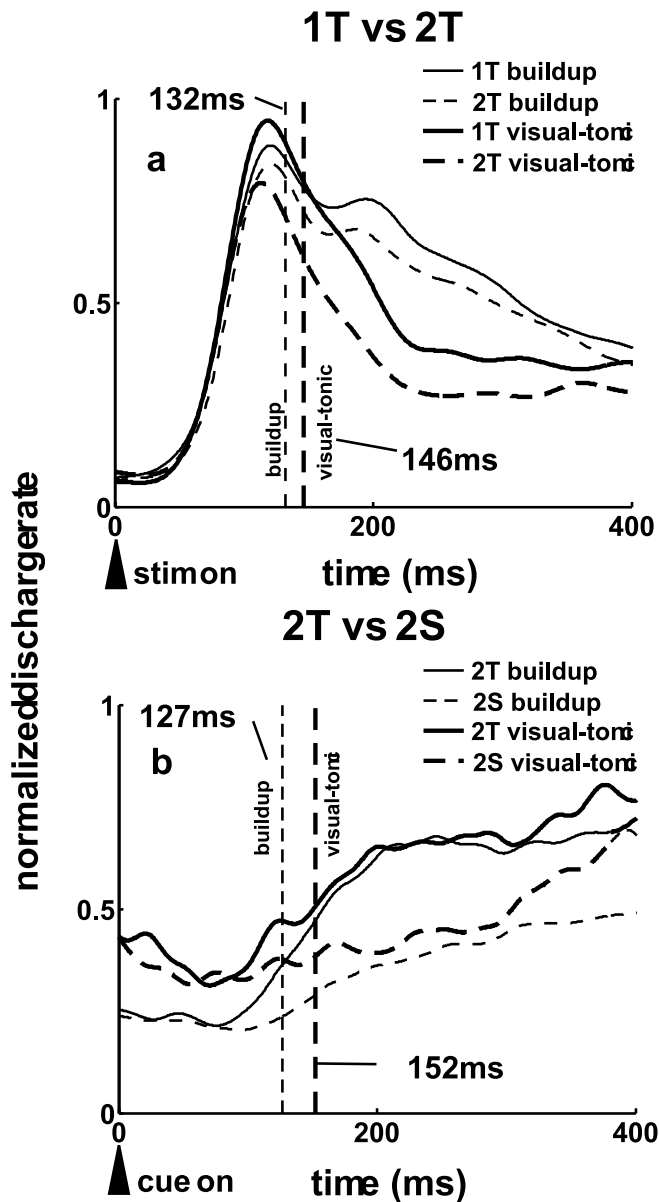 1T vs 2T
1T buildup
2T buildup
1T visual-tonic
2T visual-tonic
1
132ms
a
0.5
buildup
visual-tonic
146ms
0
0
200
400
stim on
time (ms)
normalized discharge rate
2T vs 2S
2T buildup
2S buildup
2T visual-tonic
2S visual-tonic
1
127ms
b
buildup
visual-tonic
0.5
152ms
0
0
200
400
cue on
time (ms)